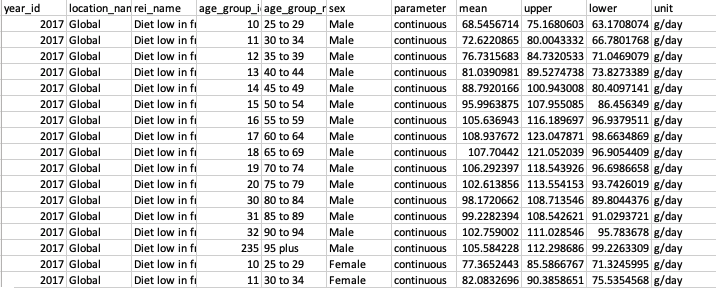 year_id location_nan rei_name age_group_i age_group_r sex parameter mean upper lower unit
2017 Global Diet low in fr 10 25 to 29 Male continuous 68.5456714 75.1680603 63.1708074 g/day
2017 Global Diet low in fr 11 30 to 34 Male continuous 72.6220865 80.0043332 66.7801768 g/day
2017 Global Diet low in fr 12 35 to 39 Male continuous 76.7315683 84.7320533 71.0469079 g/day
2017 Global Diet low in fr 13 40 to 44 Male continuous 81.0390981 89.5274738 73.8273389 g/day
2017 Global Diet low in fr 14 45 to 49 Male continuous 88.7920166 100.943008 80.4097141 g/day
2017 Global Diet low in fr 15 50 to 54 Male continuous 95.9963875 107.955085 86.456349 g/day
2017 Global Diet low in fr 16 55 to 59 Male continuous 105.636943 116.189697 96.9379511 g/day
2017 Global Diet low in fr 17 60 to 64 Male continuous 108.937672 123.047871 98.6634869 g/day
2017 Global Diet low in fr 18 65 to 69 Male continuous 107.70442 121.052039 96.9054409 g/day
2017 Global Diet low in fr 19 70 to 74 Male continuous 106.292397 118.543926 96.6986658 g/day
2017 Global Diet low in fr 20 75 to 79 Male continuous 102.613856 113.554153 93.7426019 g/day
2017 Global Diet low in fr 30 80 to 84 Male continuous 98.1720662 108.713546 89.8044376 g/day
2017 Global Diet low in fr 31 85 to 89 Male continuous 99.2282394 108.542621 91.0293721 g/day
2017 Global Diet low in fr 32 90 to 94 Male continuous 102.759002 111.028546 95.783678 g/day
2017 Global Diet low in fr 235 95 plus Male continuous 105.584228 112.298686 99.2263309 g/day
2017 Global Diet low in fr 10 25 to 29 Female continuous 77.3652443 85.5866767 71.3245995 g/day
2017 Global Diet low in fr 11 30 to 34 Female continuous 82.0832696 90.3858651 75.5354568 g/day